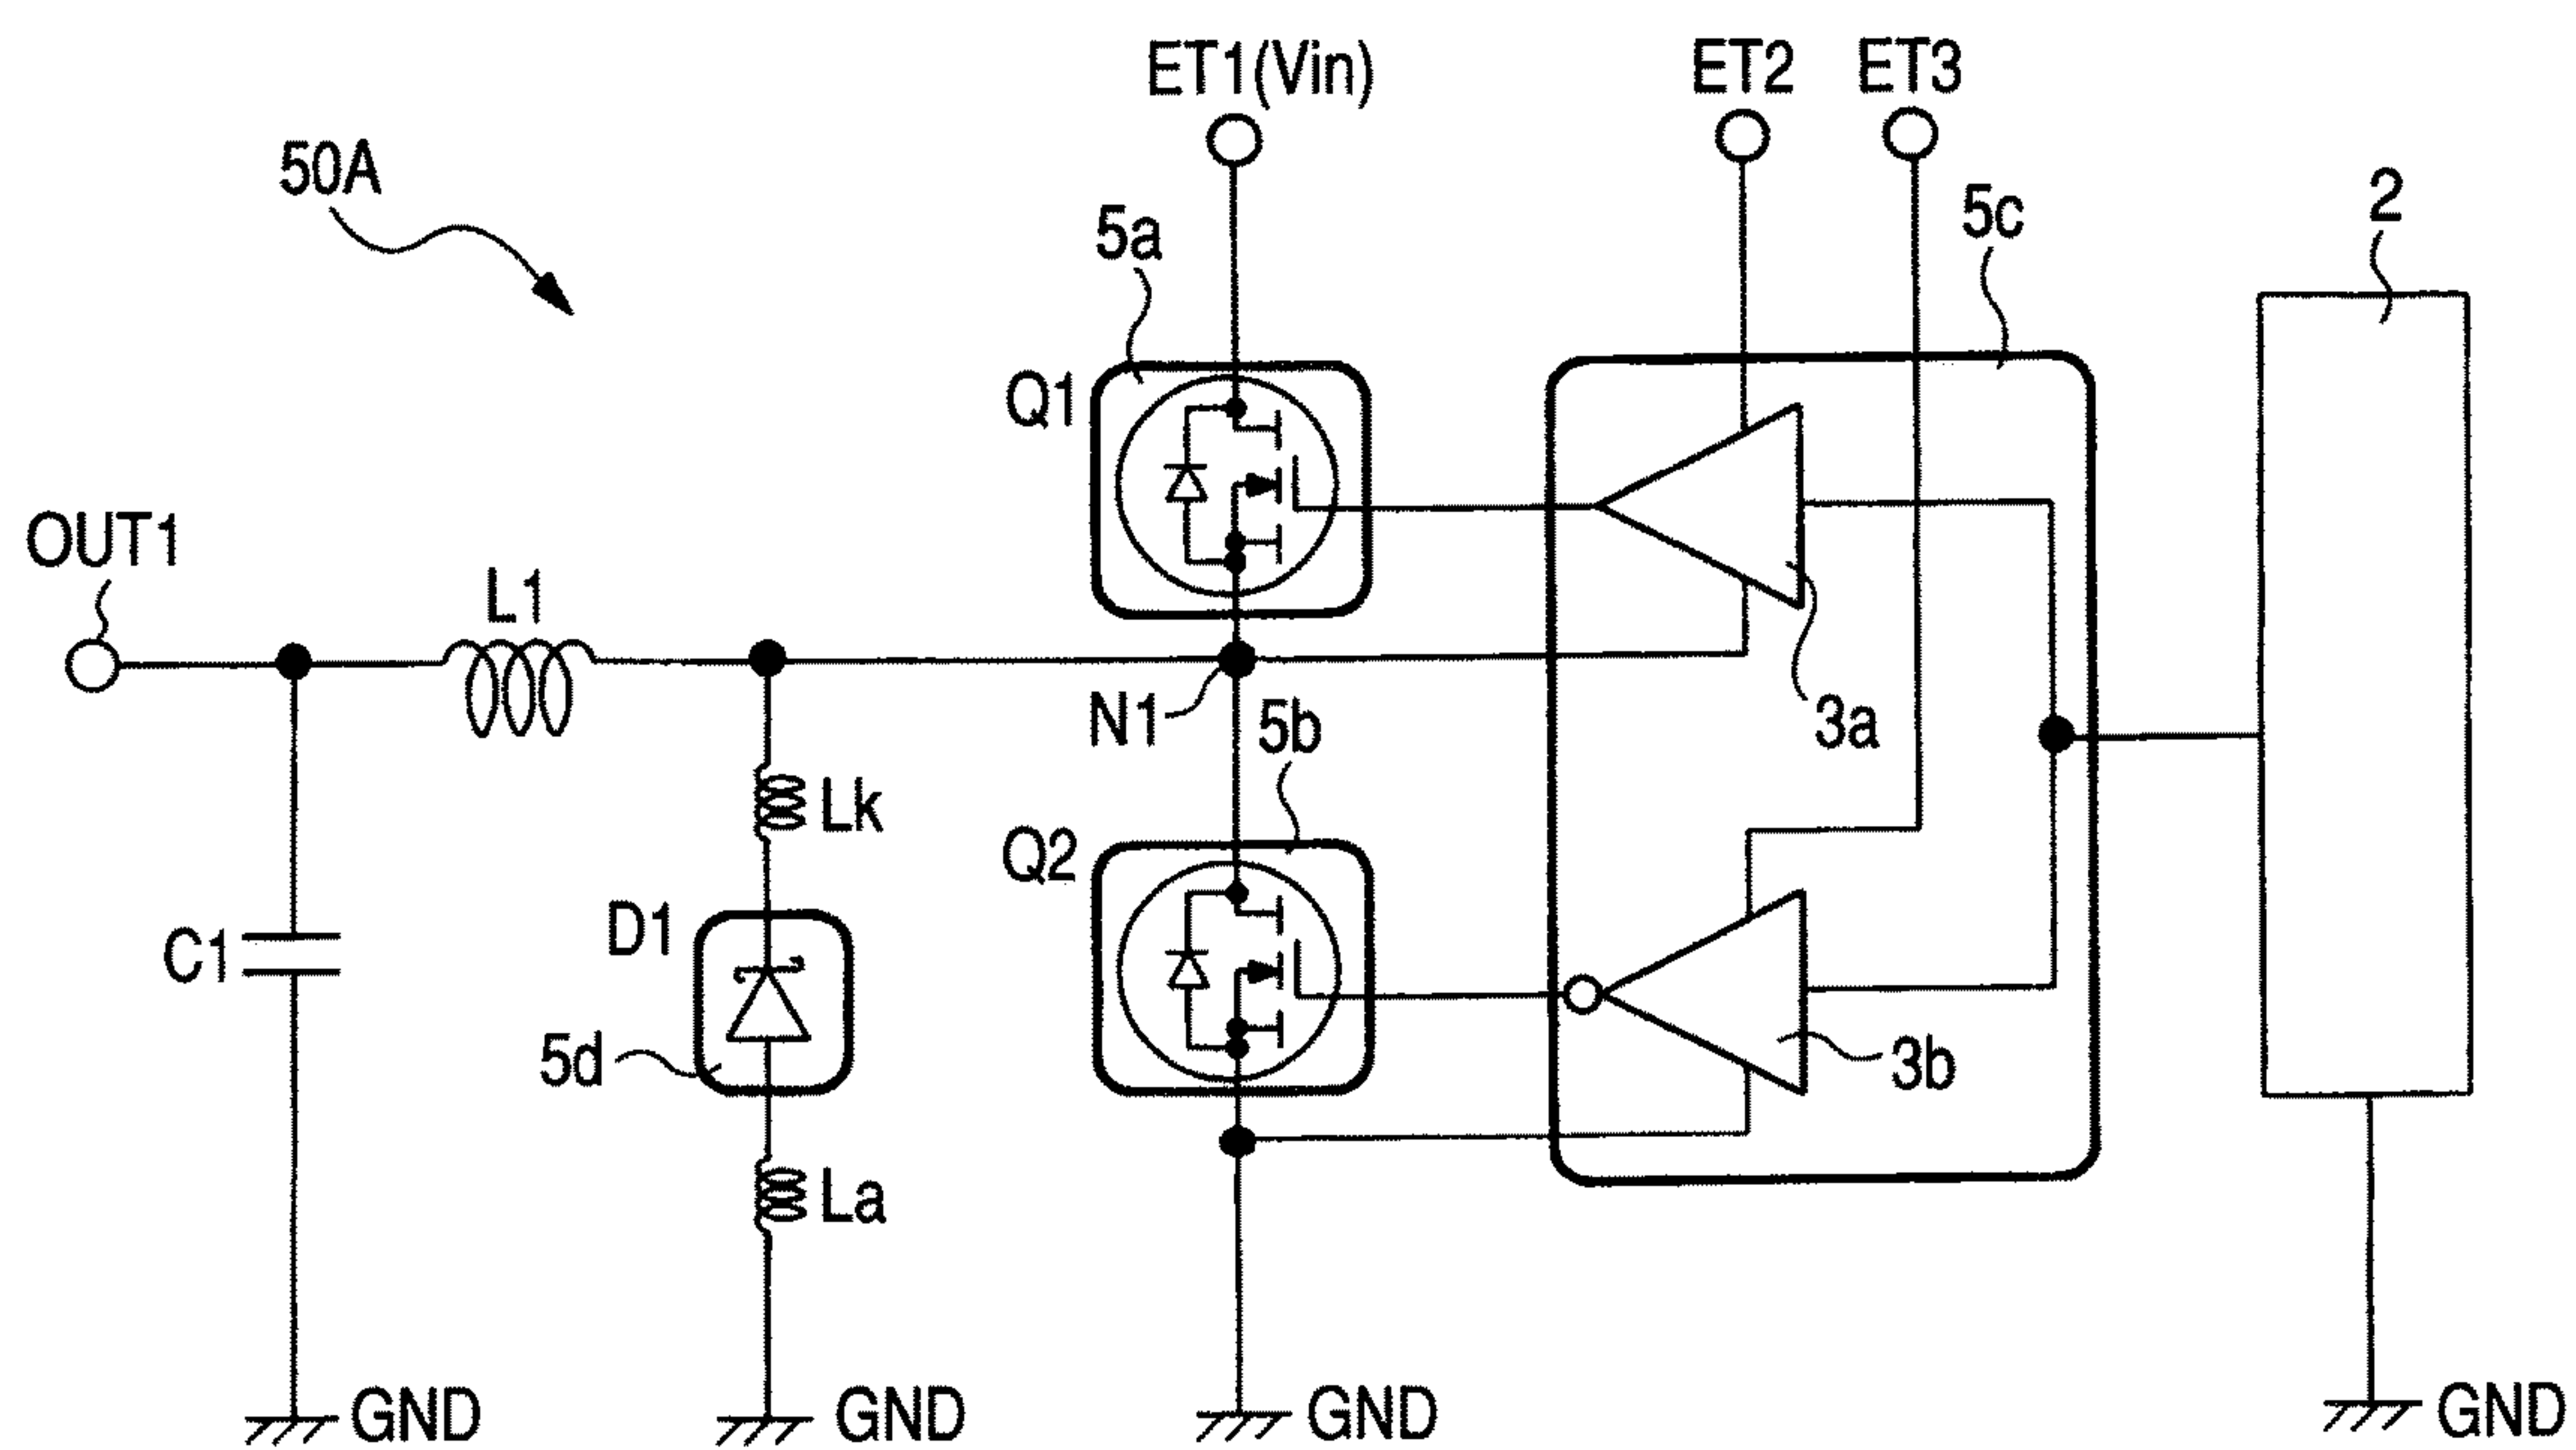 ET1(Vin)
ET2
ET3
50A
5a
5c
2
Q1
OUT1
L1
N1
5b
3a
Lk
Q2
D1
C1
5d
3b
La
GND
GND
GND
GND